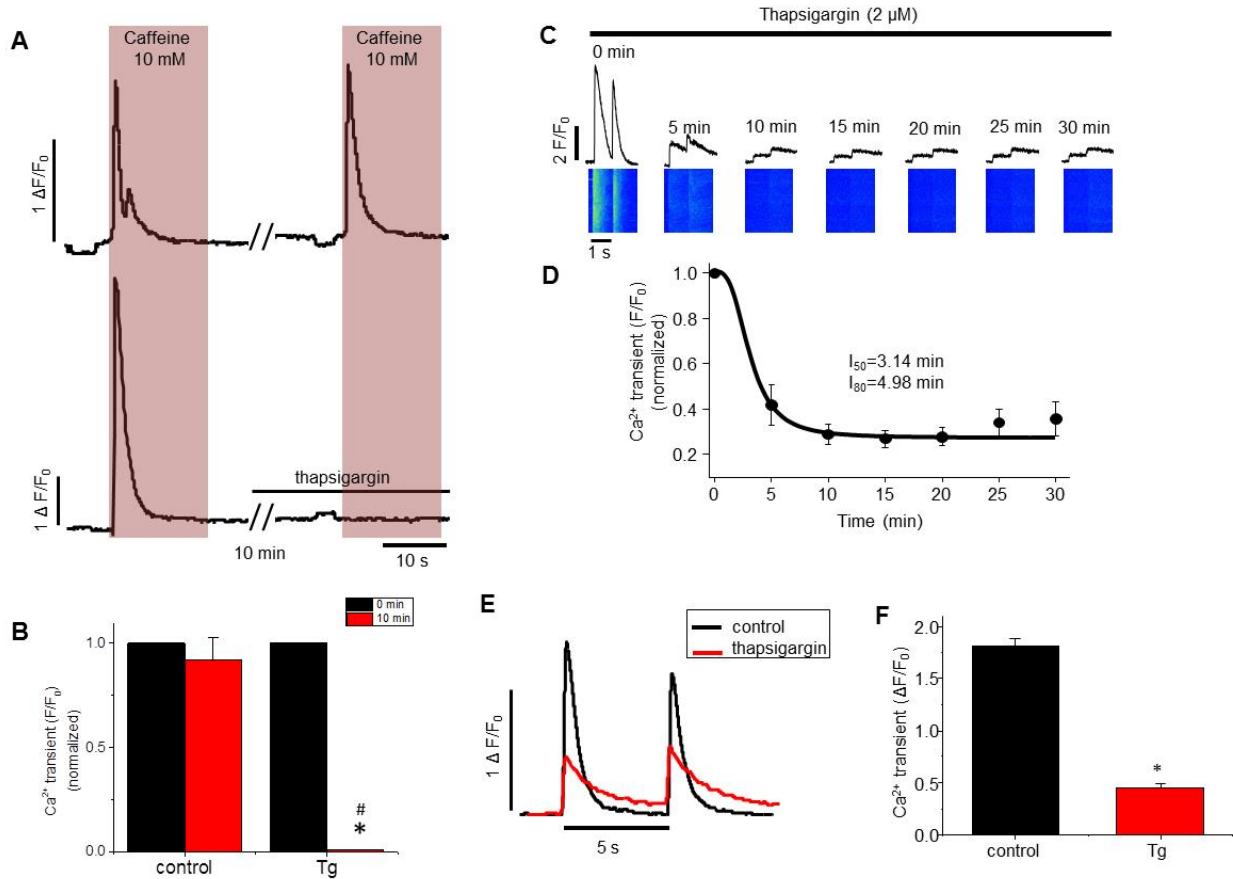 A
Caffeine
10 mM
Caffeine
10 mM
1 ΔF/F₀
//
1 Δ F/F₀
thapsigargin
//
10 min
10 s
B
0 min
10 min
Ca²⁺ transient (F/F₀)
(normalized)
1.0
0.5
0.0
#
*
control
Tg
C
Thapsigargin (2 µM)
0 min
2 F/F₀
5 min
10 min
15 min
20 min
25 min
30 min
1 s
D
Ca²⁺ transient (F/F₀)
(normalized)
1.0
0.8
0.6
0.4
0.2
I₅₀=3.14 min
I₈₀=4.98 min
0
5
10
15
20
25
30
Time (min)
E
control
thapsigargin
1 Δ F/F₀
5 s
F
Ca²⁺ transient (ΔF/F₀)
2.0
1.5
1.0
0.5
0.0
*
control
Tg